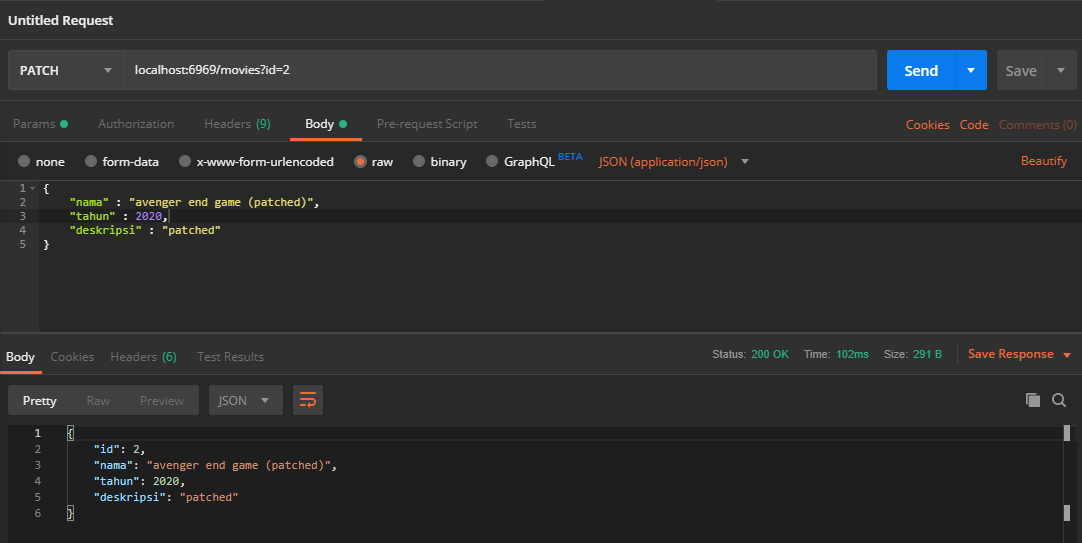 Untitled Request
PATCH localhost:6969/movies?id=2 Send Save
Params Authorization Headers (9) Body Pre-request Script Tests Cookies Code Comments (0)
none form-data x-www-form-urlencoded raw binary GraphQL BETA JSON (application/json) Beautify
1 {
2 "nama" : "avenger end game (patched)",
3 "tahun" : 2020,
4 "deskripsi" : "patched"
5 }
Body Cookies Headers (6) Test Results Status: 200 OK Time: 102ms Size: 291 B Save Response
Pretty Raw Preview JSON
1 {
2 "id": 2,
3 "nama": "avenger end game (patched)",
4 "tahun": 2020,
5 "deskripsi": "patched"
6 }